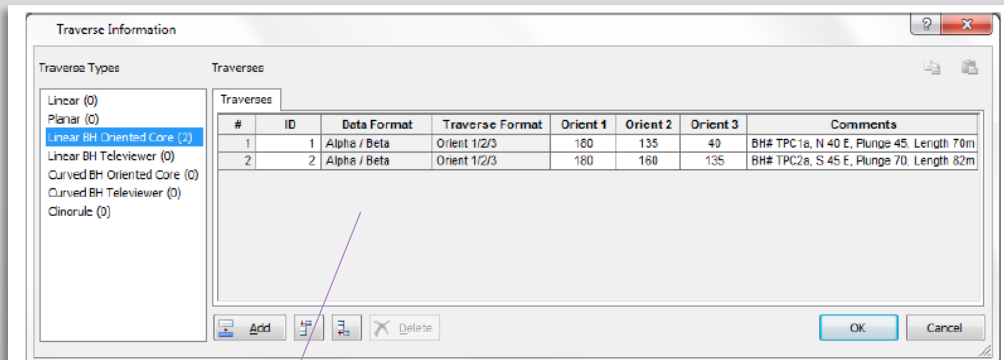 Traverse Information
Traverse Types
Traverses
Linear (0)
Planar (0)
Linear BH Oriented Core (2)
Linear BH Televiewer (0)
Curved BH Oriented Core (0)
Curved BH Televiewer (0)
Clinorule (0)
Traverses
# ID Data Format Traverse Format Orient 1 Orient 2 Orient 3 Comments
1 1 Alpha / Beta Orient 1/2/3 180 135 40 BH# TPC1a, N 40 E, Plunge 45, Length 70m
2 2 Alpha / Beta Orient 1/2/3 180 160 135 BH# TPC2a, S 45 E, Plunge 70, Length 82m
Add Delete OK Cancel